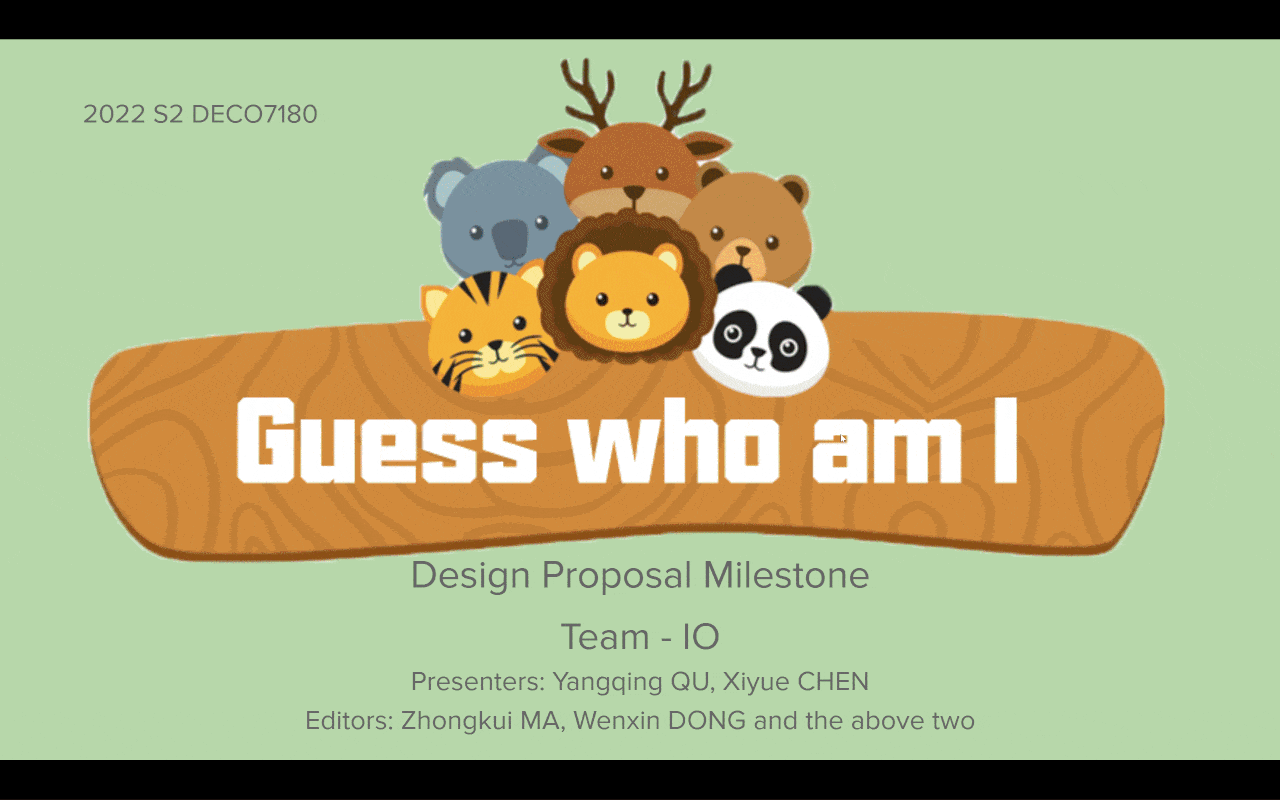 2022 S2 DECO7180
Guess who am I
Design Proposal Milestone
Team - IO
Presenters: Yangqing QU, Xiyue CHEN
Editors: Zhongkui MA, Wenxin DONG and the above two